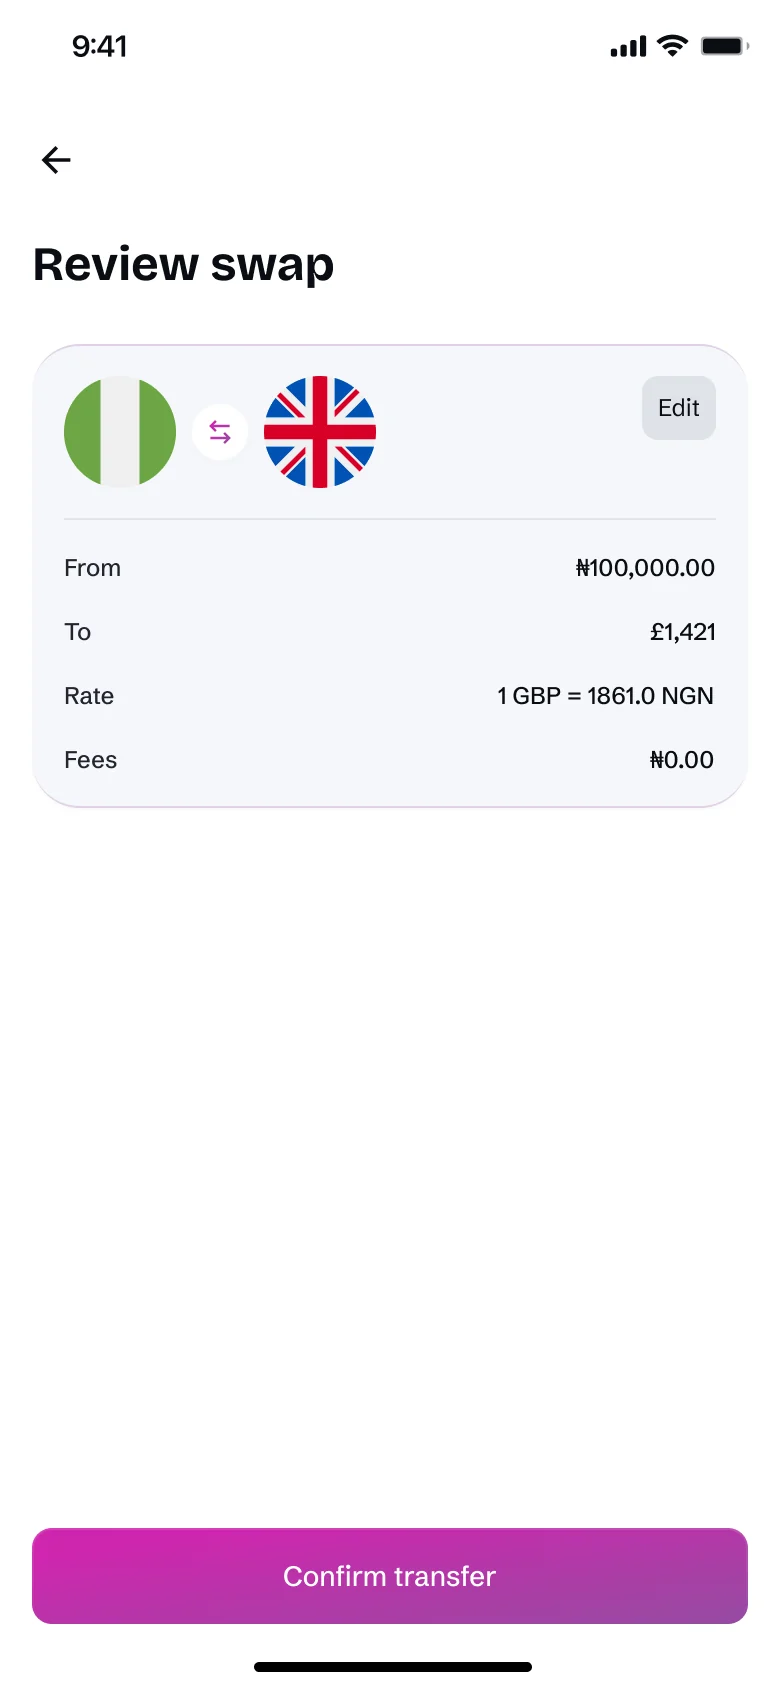 9:41
Review swap
Edit
From ₦100,000.00
To £1,421
Rate 1 GBP = 1861.0 NGN
Fees ₦0.00
Confirm transfer